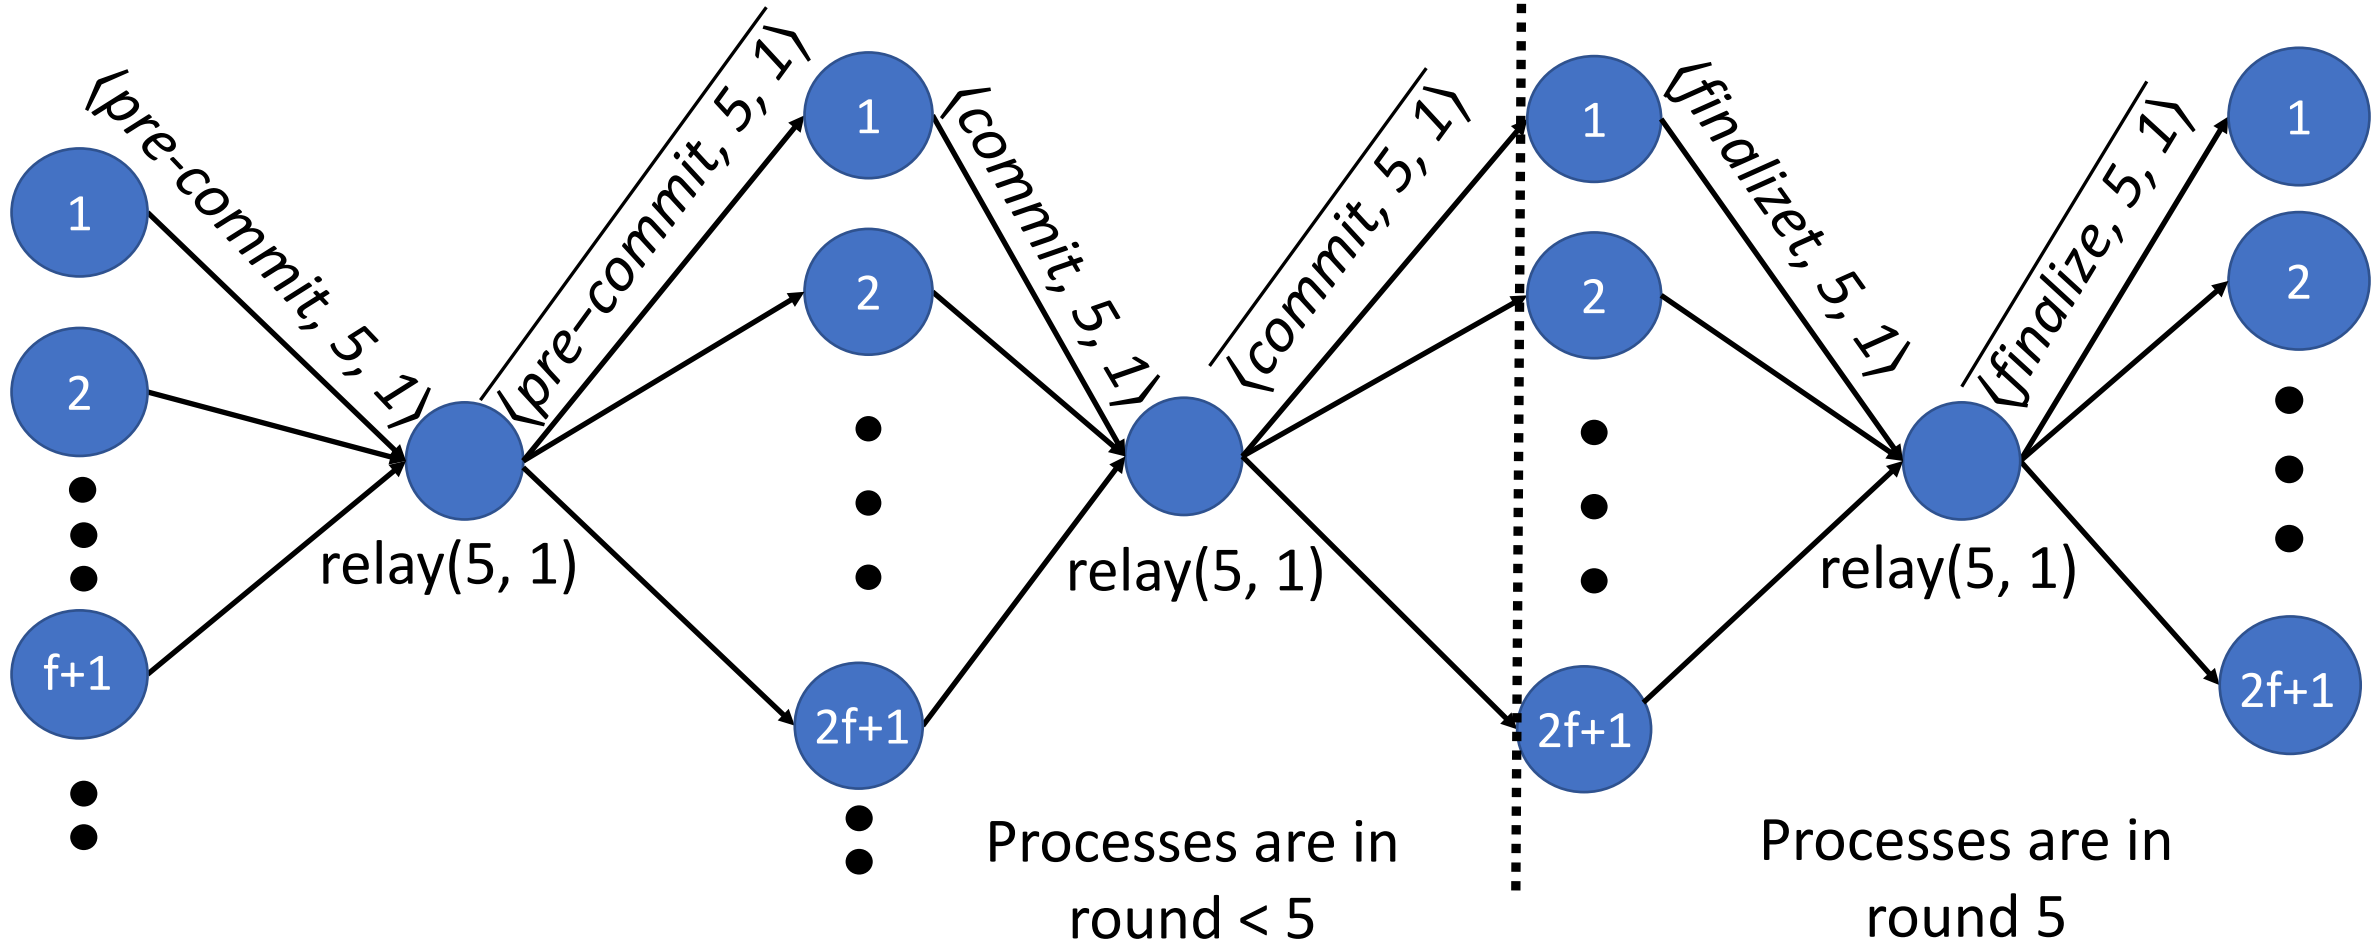 ⟨pre-commit, 5, 1⟩
1
2
f+1
relay(5, 1)
⟨pre-commit, 5, 1⟩
1
2
2f+1
⟨commit, 5, 1⟩
relay(5, 1)
⟨commit, 5, 1⟩
Processes are in
round < 5
1
2
2f+1
⟨finalizet, 5, 1⟩
relay(5, 1)
⟨finalize, 5, 1⟩
1
2
2f+1
Processes are in
round 5